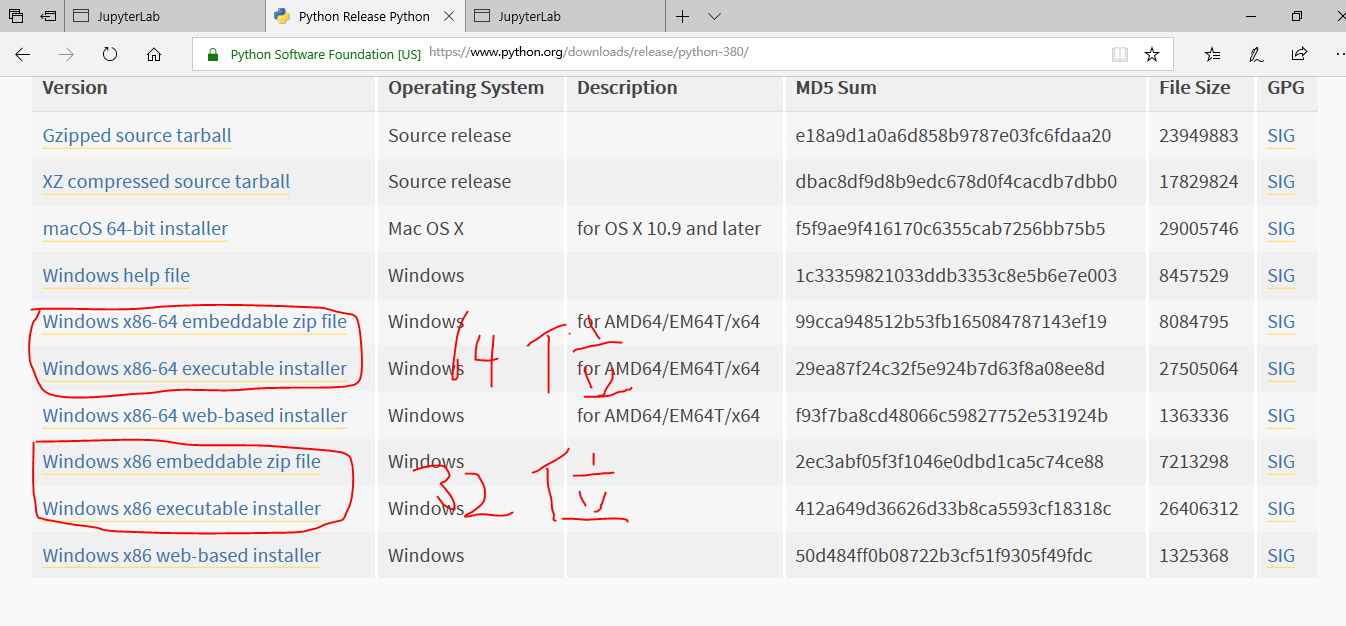 JupyterLab Python Release Python JupyterLab
Python Software Foundation [US] https://www.python.org/downloads/release/python-380/
Version Operating System Description MD5 Sum File Size GPG
Gzipped source tarball Source release e18a9d1a0a6d858b9787e03fc6fdaa20 23949883 SIG
XZ compressed source tarball Source release dbac8df9d8b9edc678d0f4cacdb7dbb0 17829824 SIG
macOS 64-bit installer Mac OS X for OS X 10.9 and later f5f9ae9f416170c6355cab7256bb75b5 29005746 SIG
Windows help file Windows 1c33359821033ddb3353c8e5b6e7e003 8457529 SIG
Windows x86-64 embeddable zip file Windows for AMD64/EM64T/x64 99cca948512b53fb165084787143ef19 8084795 SIG
64位
Windows x86-64 executable installer Windows for AMD64/EM64T/x64 29ea87f24c32f5e924b7d63f8a08ee8d 27505064 SIG
Windows x86-64 web-based installer Windows for AMD64/EM64T/x64 f93f7ba8cd48066c59827752e531924b 1363336 SIG
Windows x86 embeddable zip file Windows 2ec3abf05f3f1046e0dbd1ca5c74ce88 7213298 SIG
32位
Windows x86 executable installer Windows 412a649d36626d33b8ca5593cf18318c 26406312 SIG
Windows x86 web-based installer Windows 50d484ff0b08722b3cf51f9305f49fdc 1325368 SIG